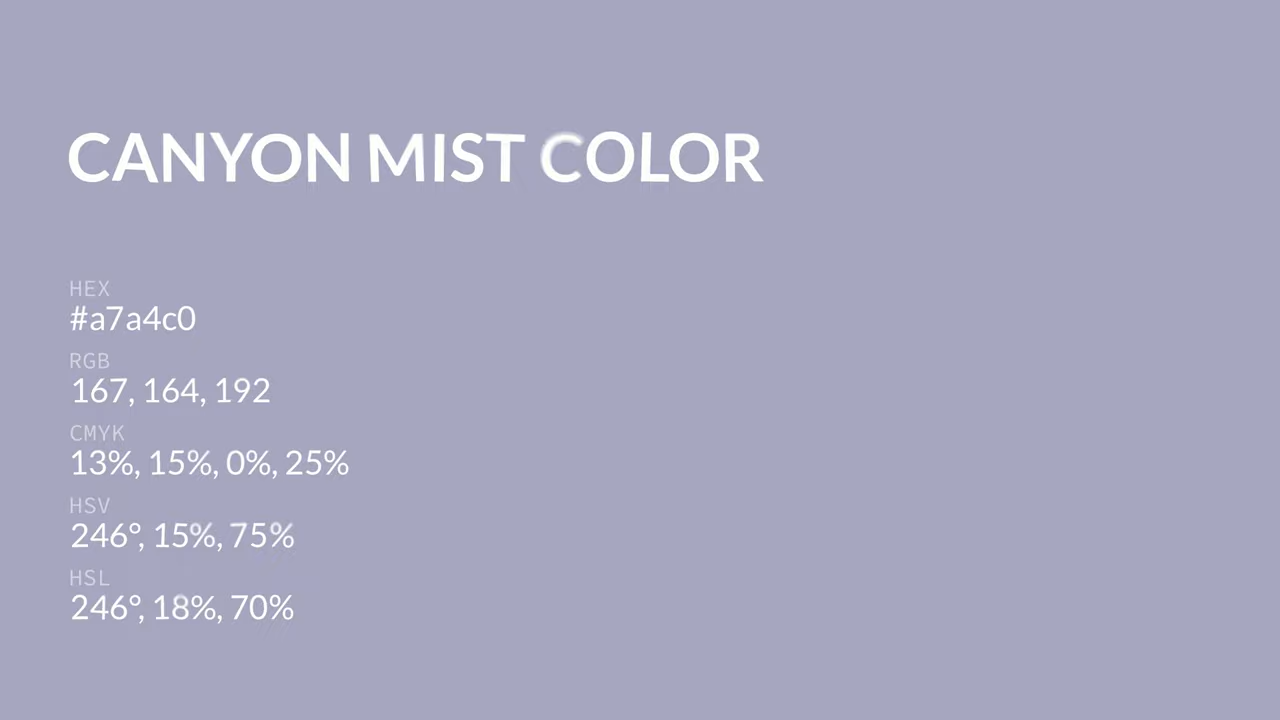 CANYON MIST COLOR
HEX
#a7a4c0
RGB
167, 164, 192
CMYK
13%, 15%, 0%, 25%
HSV
246°, 15%, 75%
HSL
246°, 18%, 70%